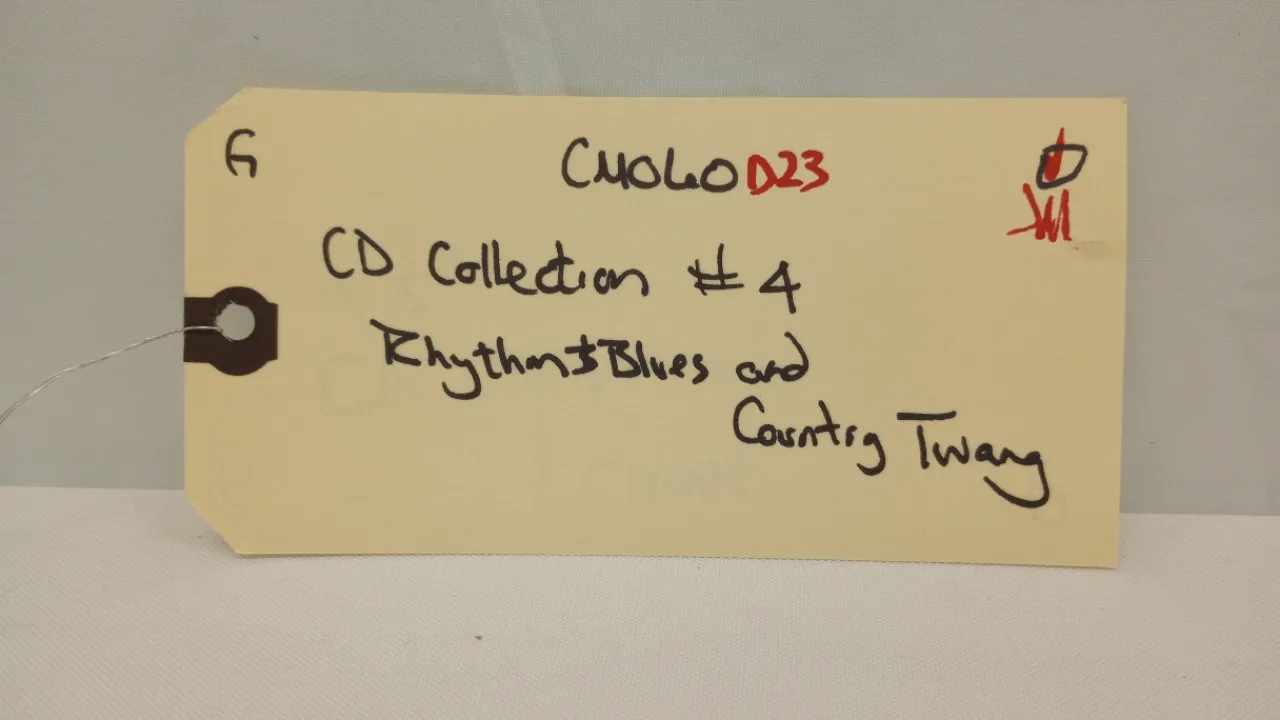 G
CMOLOD23
CD Collection # 4
Rhythm & Blues and
Country Twang